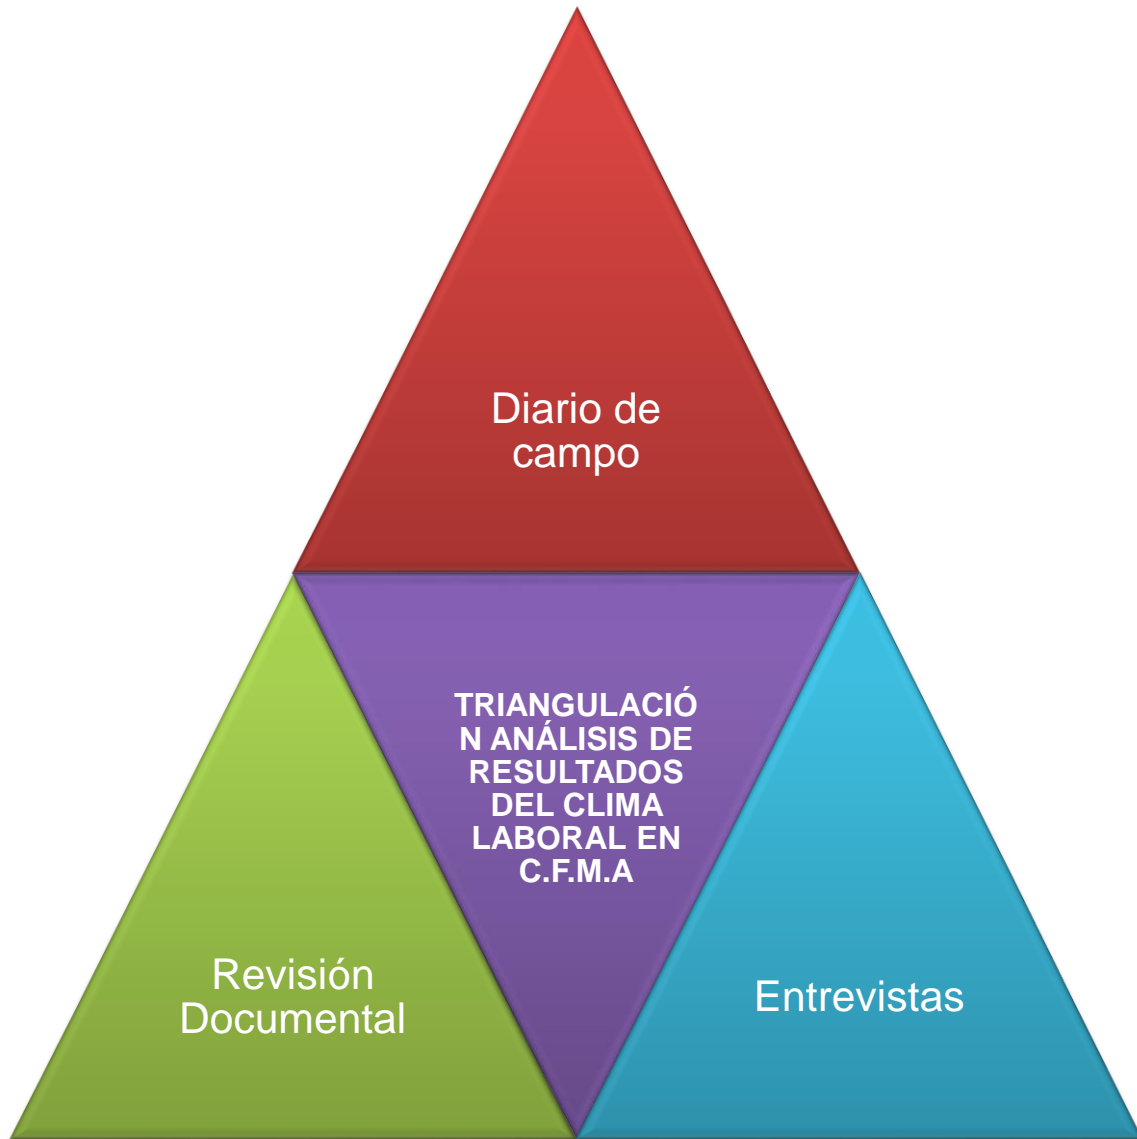 Diario de
campo
TRIANGULACIÓ
N ANÁLISIS DE
RESULTADOS
DEL CLIMA
LABORAL EN
C.F.M.A
Revisión
Documental
Entrevistas